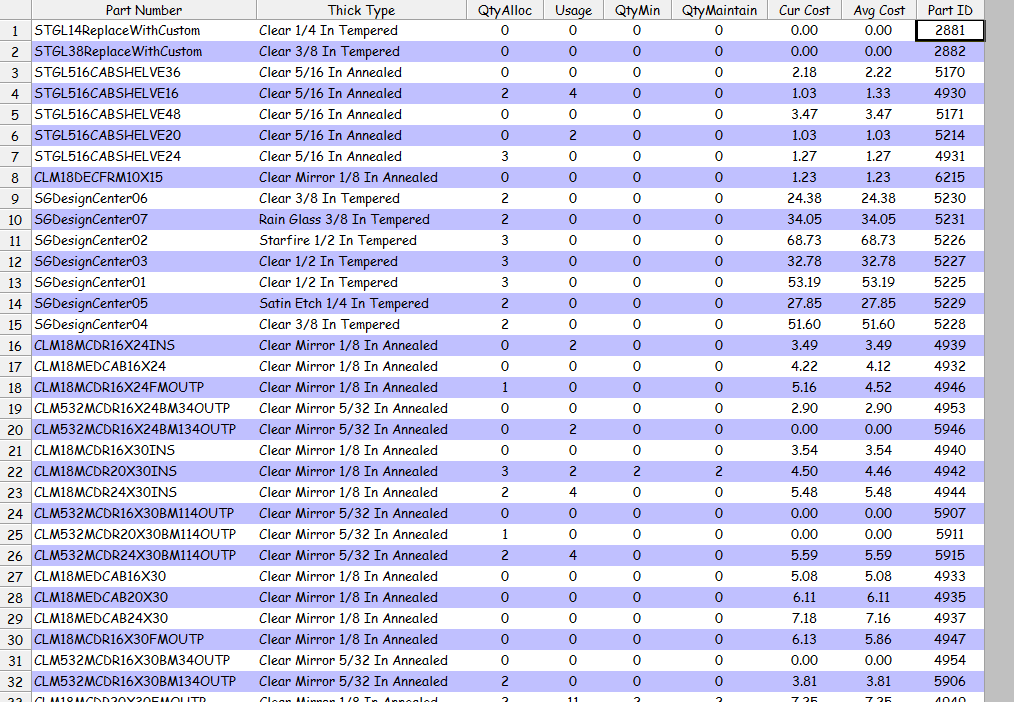 Part Number Thick Type QtyAlloc Usage QtyMin QtyMaintain Cur Cost Avg Cost Part ID
1 STGL14ReplaceWithCustom Clear 1/4 In Tempered 0 0 0 0 0.00 0.00 2881
2 STGL38ReplaceWithCustom Clear 3/8 In Tempered 0 0 0 0 0.00 0.00 2882
3 STGL516CABSHELVE36 Clear 5/16 In Annealed 0 0 0 0 2.18 2.22 5170
4 STGL516CABSHELVE16 Clear 5/16 In Annealed 2 4 0 0 1.03 1.33 4930
5 STGL516CABSHELVE48 Clear 5/16 In Annealed 0 0 0 0 3.47 3.47 5171
6 STGL516CABSHELVE20 Clear 5/16 In Annealed 0 2 0 0 1.03 1.03 5214
7 STGL516CABSHELVE24 Clear 5/16 In Annealed 3 0 0 0 1.27 1.27 4931
8 CLM18DECFRM10X15 Clear Mirror 1/8 In Annealed 0 0 0 0 1.23 1.23 6215
9 SGDesignCenter06 Clear 3/8 In Tempered 2 0 0 0 24.38 24.38 5230
10 SGDesignCenter07 Rain Glass 3/8 In Tempered 2 0 0 0 34.05 34.05 5231
11 SGDesignCenter02 Starfire 1/2 In Tempered 3 0 0 0 68.73 68.73 5226
12 SGDesignCenter03 Clear 1/2 In Tempered 3 0 0 0 32.78 32.78 5227
13 SGDesignCenter01 Clear 1/2 In Tempered 3 0 0 0 53.19 53.19 5225
14 SGDesignCenter05 Satin Etch 1/4 In Tempered 2 0 0 0 27.85 27.85 5229
15 SGDesignCenter04 Clear 3/8 In Tempered 2 0 0 0 51.60 51.60 5228
16 CLM18MCDR16X24INS Clear Mirror 1/8 In Annealed 0 2 0 0 3.49 3.49 4939
17 CLM18MEDCAB16X24 Clear Mirror 1/8 In Annealed 0 0 0 0 4.22 4.12 4932
18 CLM18MCDR16X24FMOUTP Clear Mirror 1/8 In Annealed 1 0 0 0 5.16 4.52 4946
19 CLM532MCDR16X24BM34OUTP Clear Mirror 5/32 In Annealed 0 0 0 0 2.90 2.90 4953
20 CLM532MCDR16X24BM134OUTP Clear Mirror 5/32 In Annealed 0 2 0 0 0.00 0.00 5946
21 CLM18MCDR16X30INS Clear Mirror 1/8 In Annealed 0 0 0 0 3.54 3.54 4940
22 CLM18MCDR20X30INS Clear Mirror 1/8 In Annealed 3 2 2 2 4.50 4.46 4942
23 CLM18MCDR24X30INS Clear Mirror 1/8 In Annealed 2 4 0 0 5.48 5.48 4944
24 CLM532MCDR16X30BM114OUTP Clear Mirror 5/32 In Annealed 0 0 0 0 0.00 0.00 5907
25 CLM532MCDR20X30BM114OUTP Clear Mirror 5/32 In Annealed 1 0 0 0 0.00 0.00 5911
26 CLM532MCDR24X30BM114OUTP Clear Mirror 5/32 In Annealed 2 4 0 0 5.59 5.59 5915
27 CLM18MEDCAB16X30 Clear Mirror 1/8 In Annealed 0 0 0 0 5.08 5.08 4933
28 CLM18MEDCAB20X30 Clear Mirror 1/8 In Annealed 0 0 0 0 6.11 6.11 4935
29 CLM18MEDCAB24X30 Clear Mirror 1/8 In Annealed 0 0 0 0 7.18 7.16 4937
30 CLM18MCDR16X30FMOUTP Clear Mirror 1/8 In Annealed 0 0 0 0 6.13 5.86 4947
31 CLM532MCDR16X30BM34OUTP Clear Mirror 5/32 In Annealed 0 0 0 0 0.00 0.00 4954
32 CLM532MCDR16X30BM134OUTP Clear Mirror 5/32 In Annealed 2 0 0 0 3.81 3.81 5906